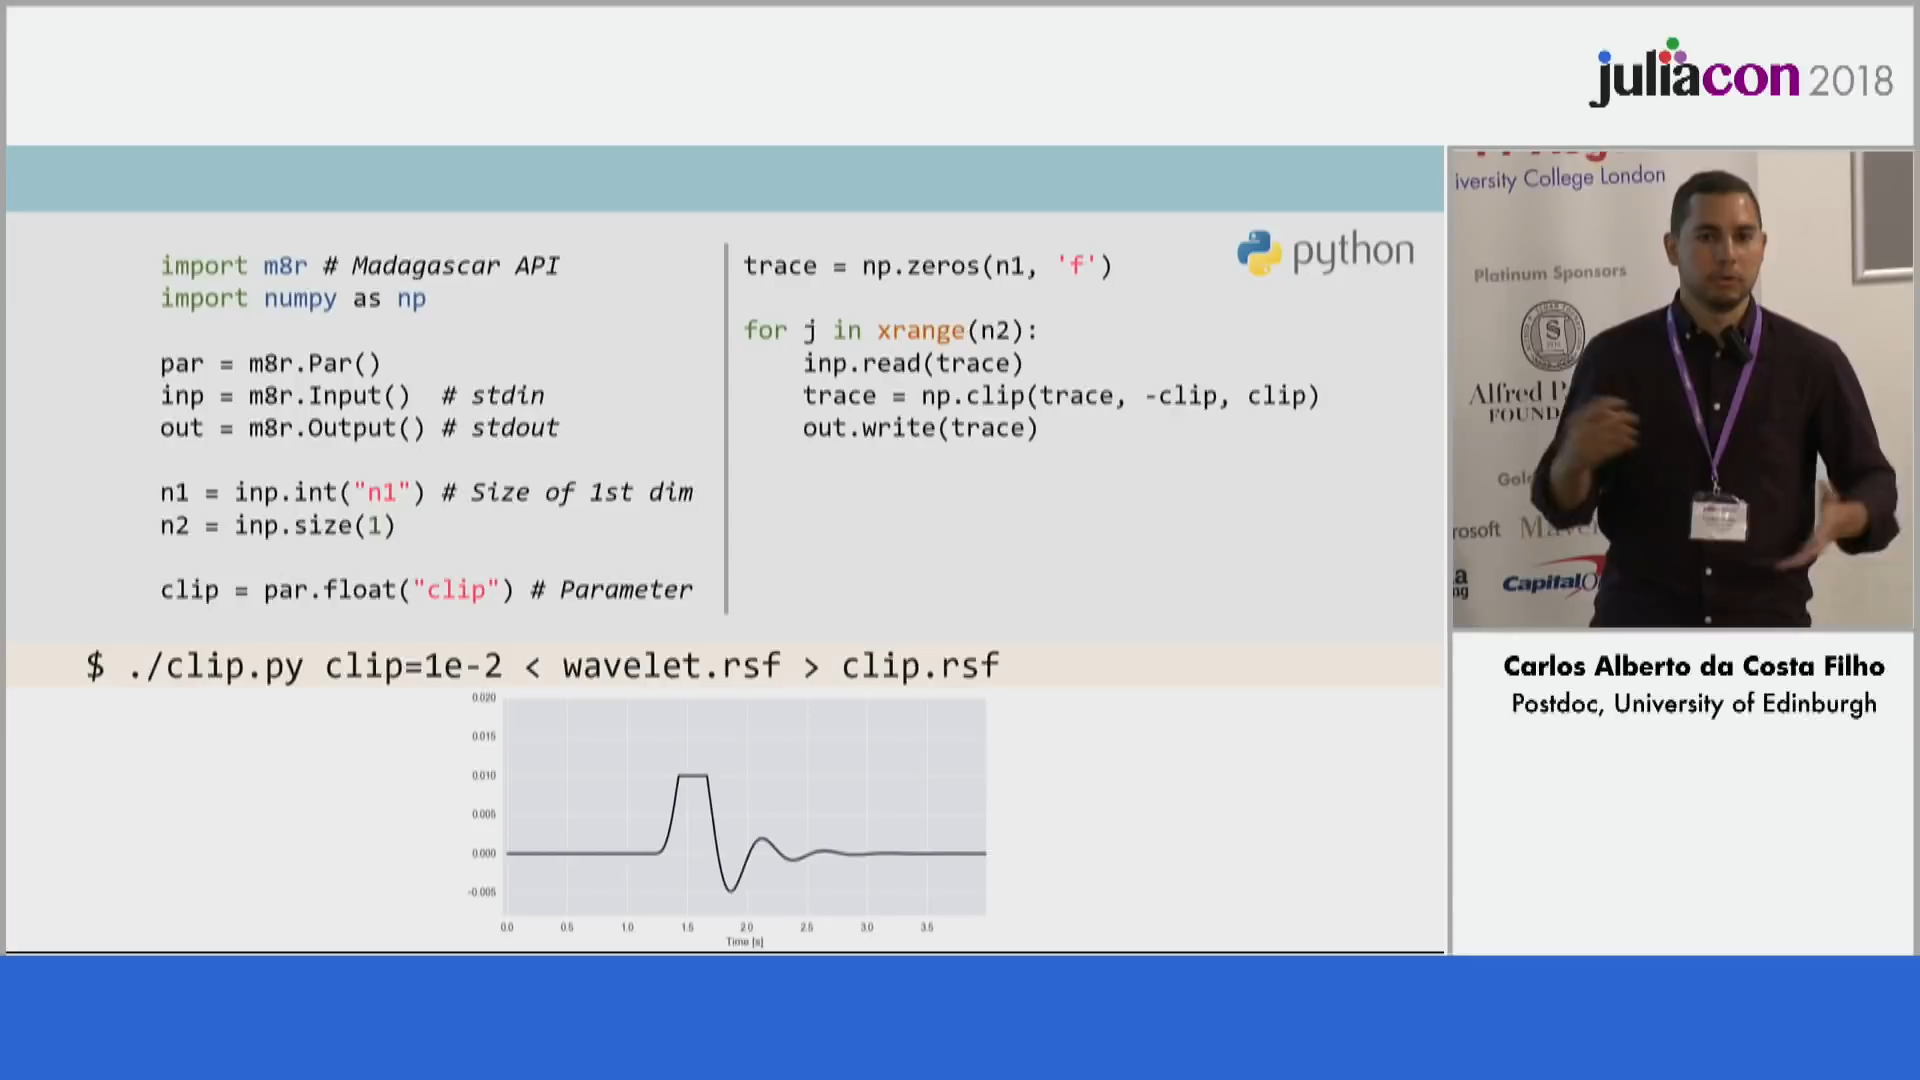 juliacon 2018
import m8r # Madagascar API
import numpy as np
par = m8r.Par()
inp = m8r.Input() # stdin
out = m8r.Output() # stdout
n1 = inp.int("n1") # Size of 1st dim
n2 = inp.size(1)
clip = par.float("clip") # Parameter
python
trace = np.zeros(n1, 'f')
for j in xrange(n2):
inp.read(trace)
trace = np.clip(trace, -clip, clip)
out.write(trace)
$ ./clip.py clip=1e-2 < wavelet.rsf > clip.rsf
0.020
0.015
0.010
0.005
0.000
-0.005
0.0 0.5 1.0 1.5 2.0 2.5 3.0 3.5
Time [s]
iversity College London
Platinum Sponsors
S
Alfred P
FOUND
Gol
rosoft
CapitalO
Carlos Alberto da Costa Filho
Postdoc, University of Edinburgh